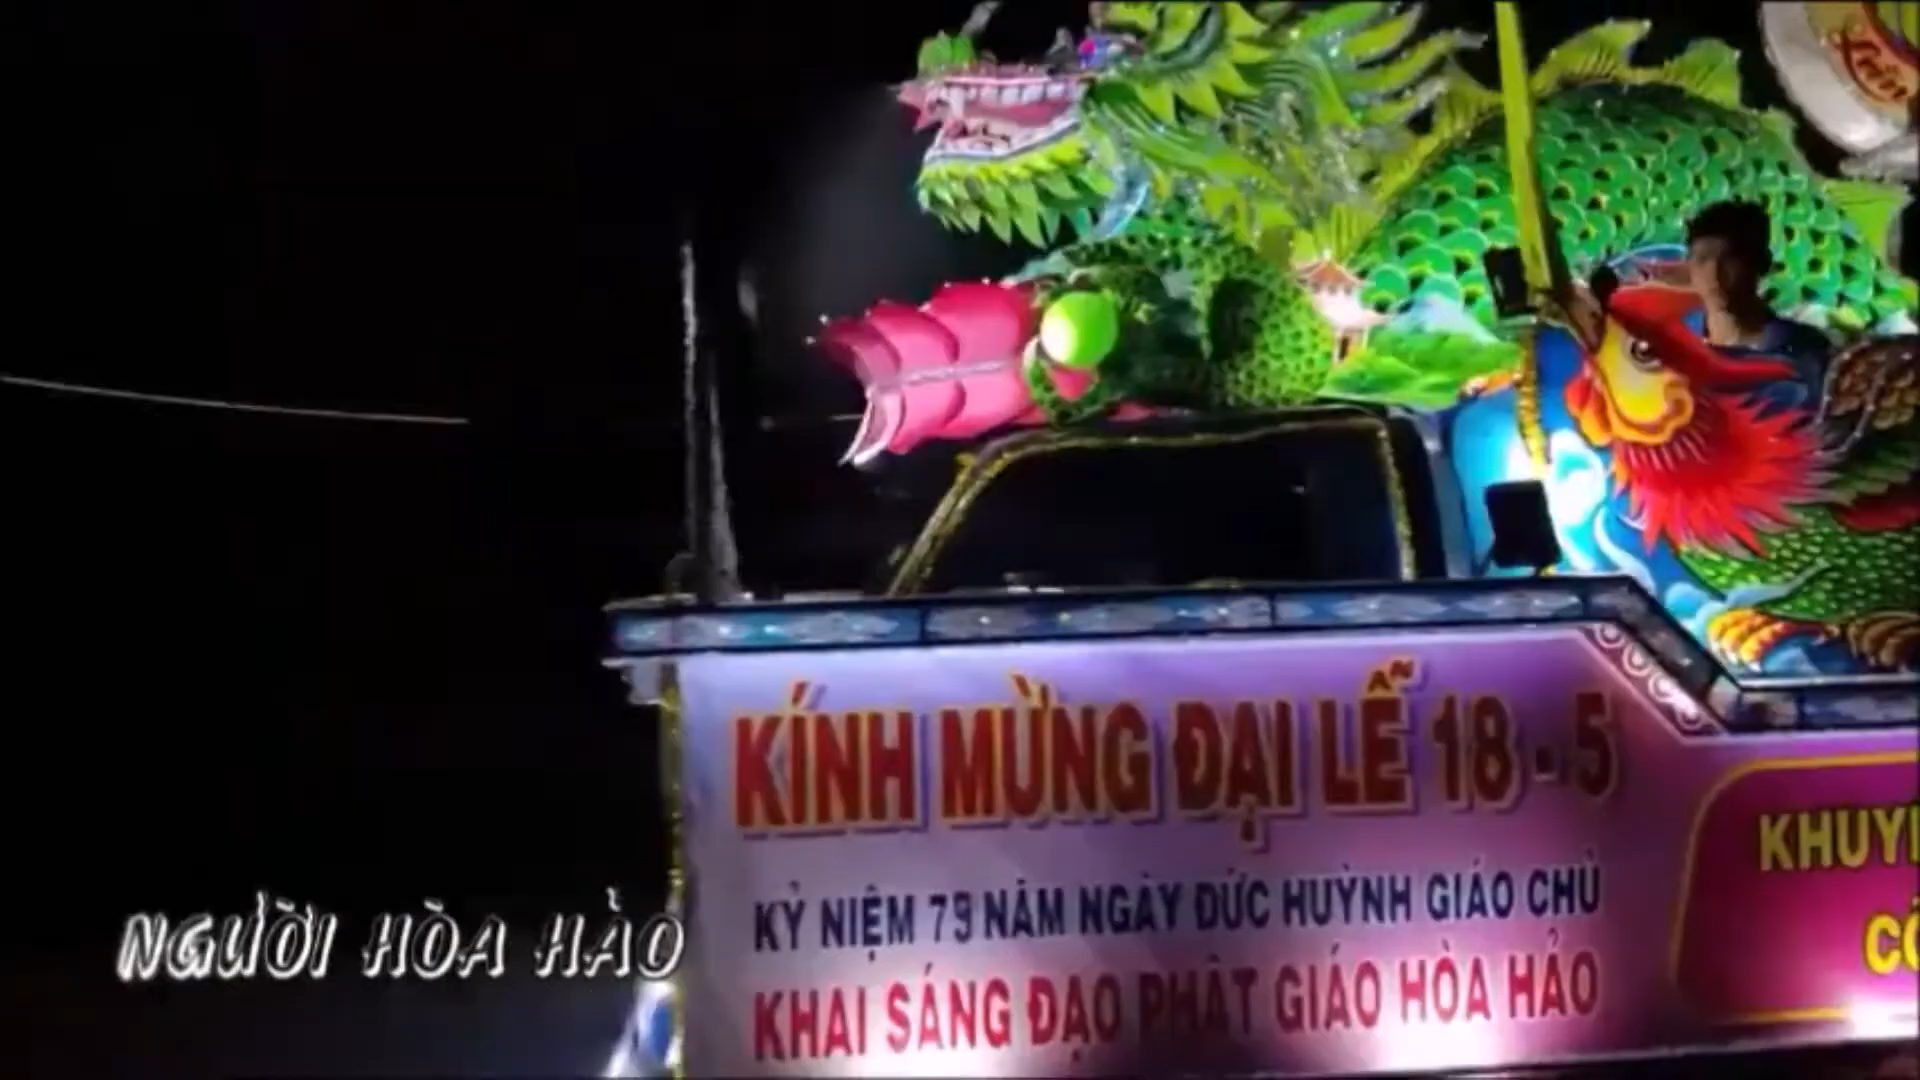 KÍNH MỪNG ĐẠI LỄ 18 - 5
KỶ NIỆM 79 NĂM NGÀY ĐỨC HUỲNH GIÁO CHỦ
KHAI SÁNG ĐẠO PHẬT GIÁO HÒA HẢO
NGƯỜI HÒA HẢO